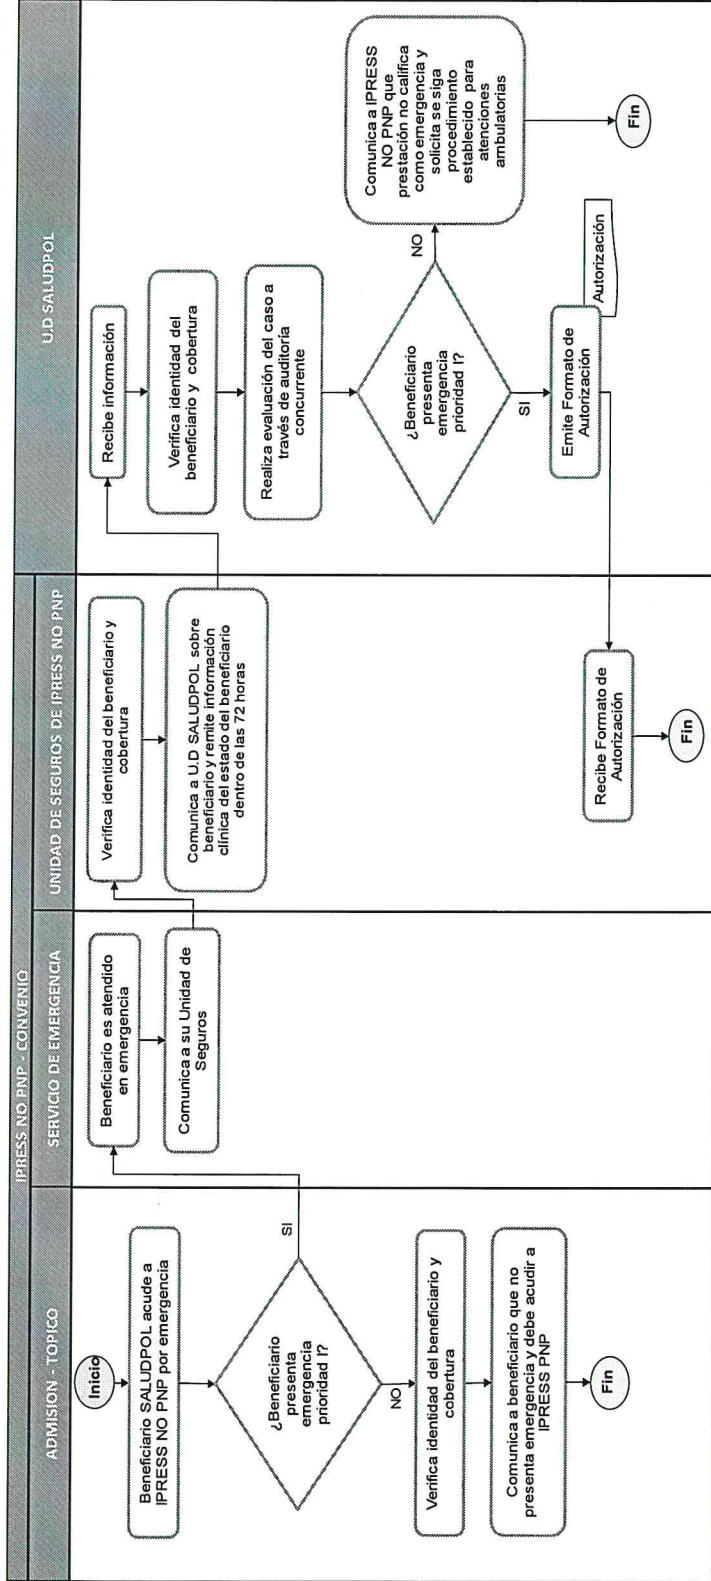 IPRESS NO PNP - CONVENIO
ADMISION - TOPICO
SERVICIO DE EMERGENCIA
UNIDAD DE SEGUROS DE IPRESS NO PNP
U.D SALUDPOL
Inicio
Beneficiario SALUDPOL acude a
IPRESS NO PNP por emergencia
¿Beneficiario
presenta
emergencia
prioridad I?
SI
NO
Verifica identidad del beneficiario y
cobertura
Comunica a beneficiario que no
presenta emergencia y debe acudir a
IPRESS PNP
Fin
Beneficiario es atendido
en emergencia
Comunica a su Unidad de
Seguros
Verifica identidad del beneficiario y
cobertura
Comunica a U.D SALUDPOL sobre
beneficiario y remite información
clínica del estado del beneficiario
dentro de las 72 horas
Recibe información
Verifica identidad del
beneficiario y cobertura
Realiza evaluación del caso a
través de auditoría
concurrente
¿Beneficiario
presenta
emergencia
prioridad I?
NO
Comunica a IPRESS
NO PNP que
prestación no califica
como emergencia y
solicita se siga
procedimiento
establecido para
atenciones
ambulatorias
Fin
SI
Emite Formato de
Autorización
Autorización
Recibe Formato de
Autorización
Fin